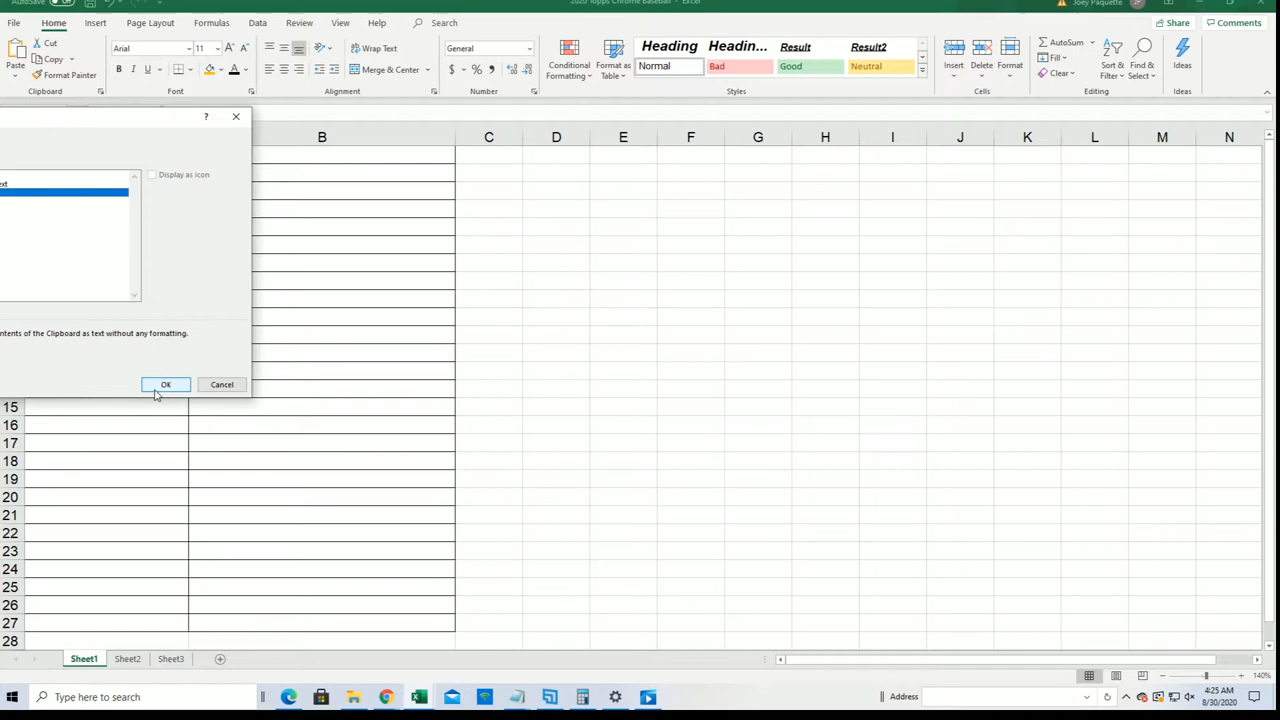 AutoSave Off 2020 Topps Chrome Baseball - Excel Joey Paquette JP
File Home Insert Page Layout Formulas Data Review View Help Search Share Comments
Paste Cut Copy Format Painter Clipboard
Arial 11 A A B I U A Font
Wrap Text Merge & Center Alignment
General $ % , Number
Conditional Formatting Format as Table
Heading Headin... Result Result2
Normal Bad Good Neutral
Styles
Insert Delete Format Cells
AutoSum Fill Clear Sort & Filter Find & Select Editing
Ideas Ideas
? ×
B C D E F G H I J K L M N
ext
Display as icon
ntents of the Clipboard as text without any formatting.
OK Cancel
15
16
17
18
19
20
21
22
23
24
25
26
27
28
Sheet1 Sheet2 Sheet3
140%
Type here to search Address 4:25 AM
8/30/2020